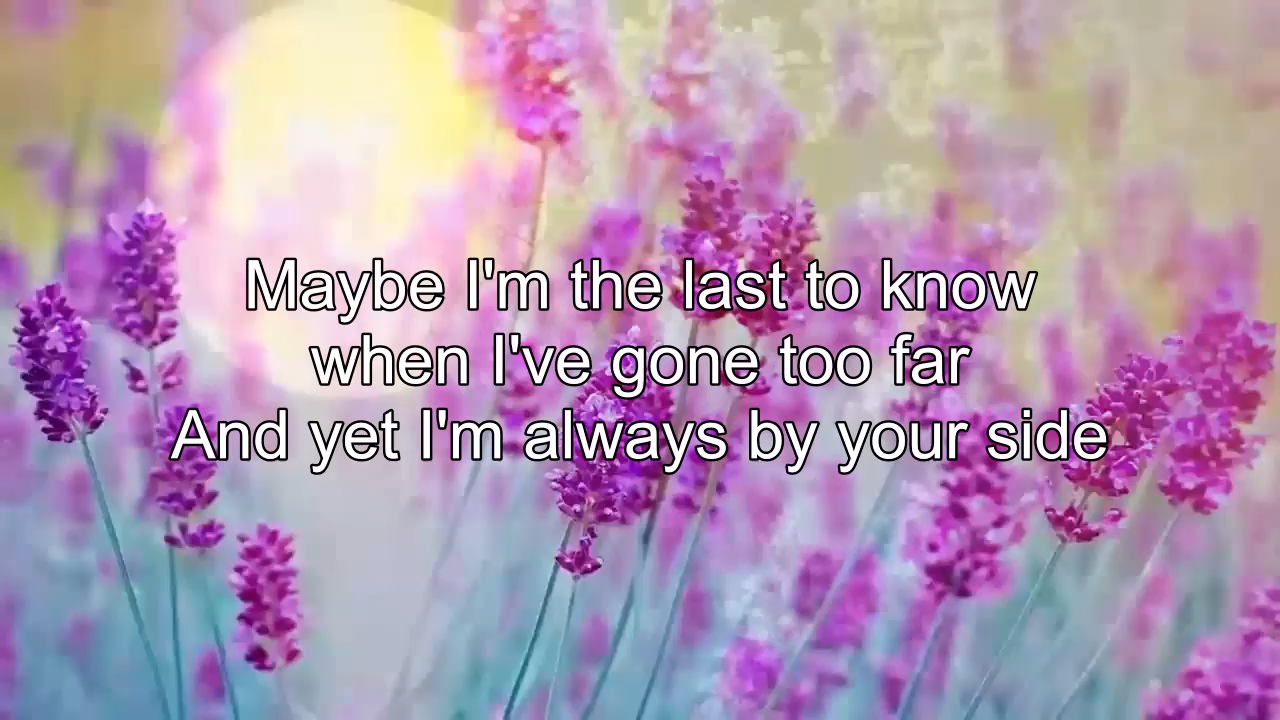 Maybe I'm the last to know
when I've gone too far
And yet I'm always by your side